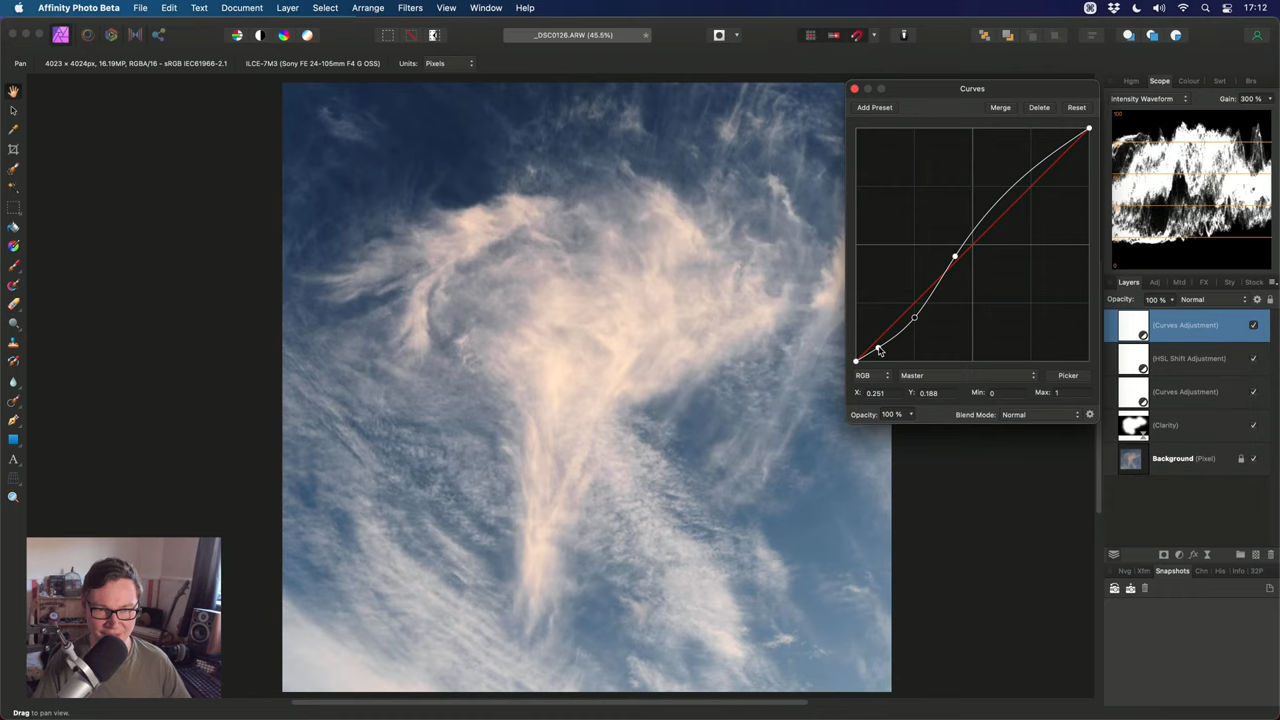 Affinity Photo Beta File Edit Text Document Layer Select Arrange Filters View Window Help 17:12
_DSC0126.ARW (45.5%)
Pan 4023 × 4024px, 16.19MP, RGBA/16 - sRGB IEC61966-2.1 ILCE-7M3 (Sony FE 24-105mm F4 G OSS) Units: Pixels
Hgm Scope Colour Swt Brs
Curves
Intensity Waveform Gain: 300 %
Add Preset Merge Delete Reset
100
0
Layers Adj Mtd FX Sty Stock
Opacity: 100 % Normal
(Curves Adjustment)
(HSL Shift Adjustment)
RGB Master Picker
X: 0.251 Y: 0.188 Min: 0 Max: 1
(Curves Adjustment)
Opacity: 100 % Blend Mode: Normal
(Clarity)
Background (Pixel)
Nvg Xfm Snapshots Chn His Info 32P
Drag to pan view.